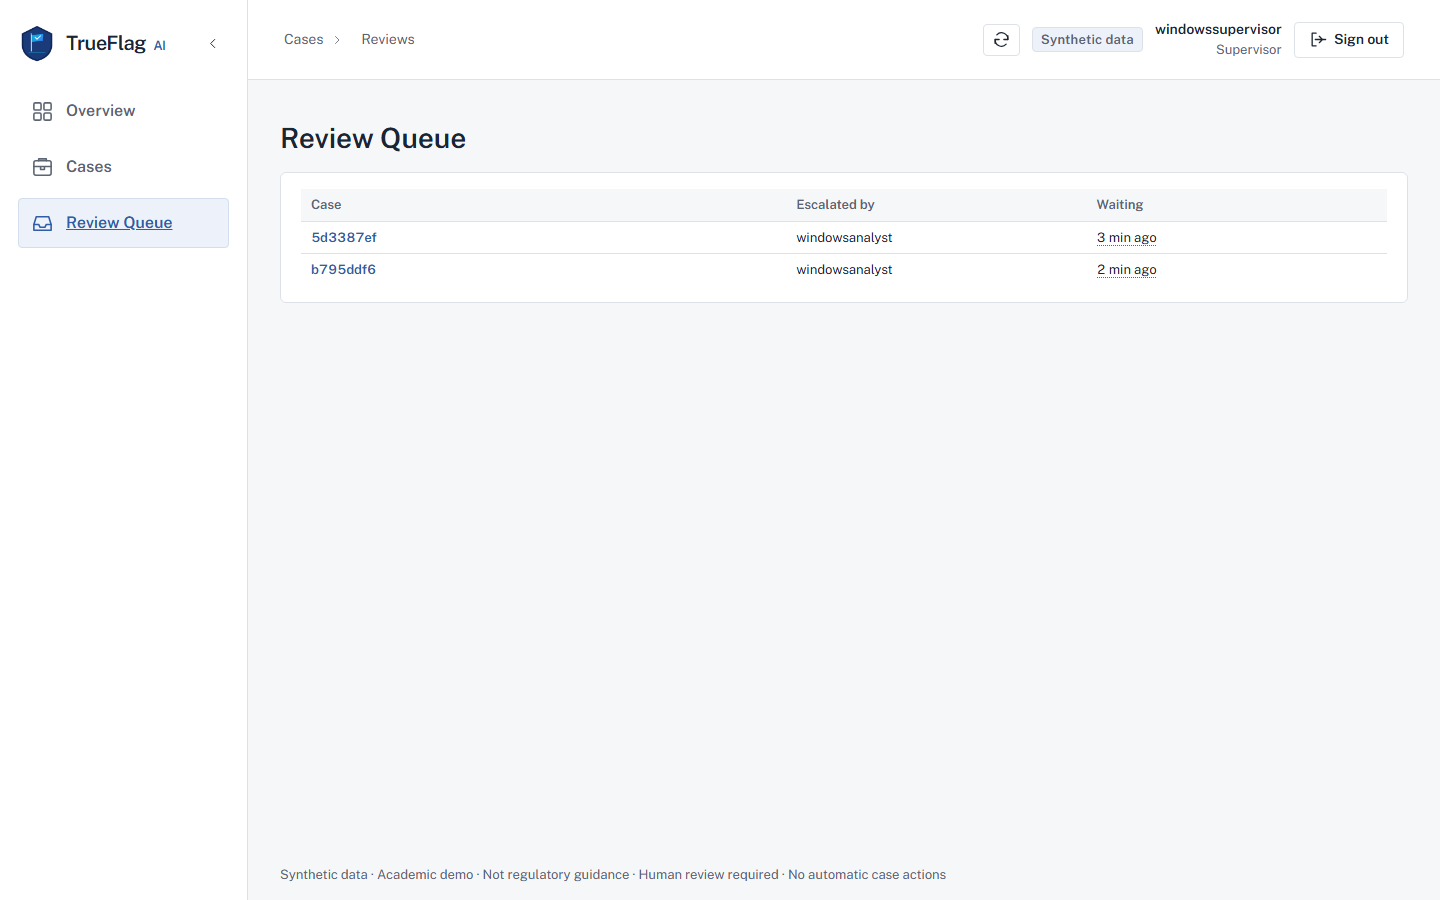 TrueFlag AI
Overview
Cases
Review Queue
Cases > Reviews
Synthetic data
windowssupervisor
Supervisor
Sign out
Review Queue
Case Escalated by Waiting
5d3387ef windowsanalyst 3 min ago
b795ddf6 windowsanalyst 2 min ago
Synthetic data · Academic demo · Not regulatory guidance · Human review required · No automatic case actions